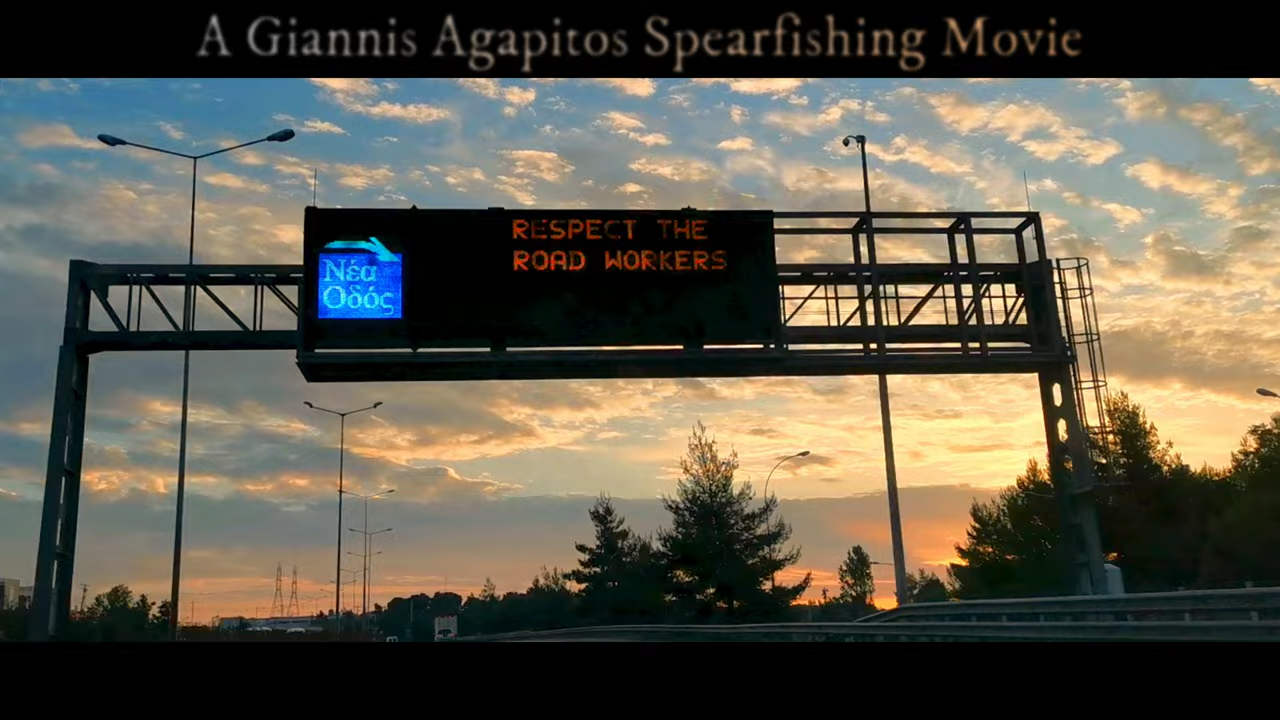 A Giannis Agapitos Spearfishing Movie
RESPECT THE
ROAD WORKERS
Νέα
Οδός